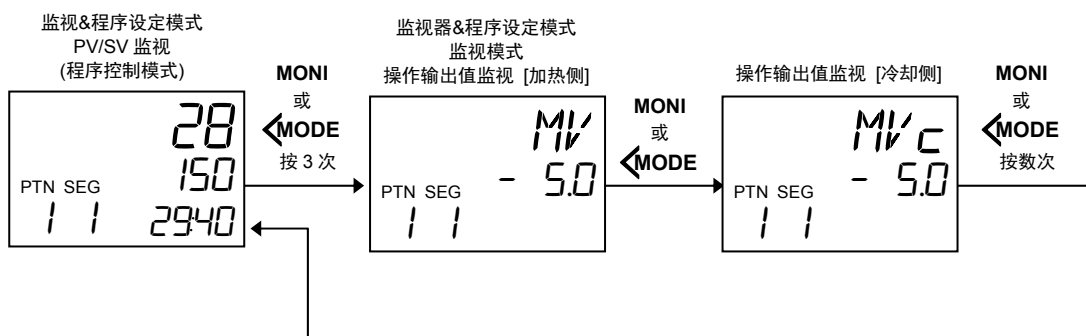 监视&程序设定模式
PV/SV 监视
(程序控制模式)
28
150
PTN SEG
1 1 29:40
MONI
或
MODE
按 3 次
监视器&程序设定模式
监视模式
操作输出值监视 [加热侧]
MV
- 5.0
PTN SEG
1 1
MONI
或
MODE
操作输出值监视 [冷却侧]
MVc
- 5.0
PTN SEG
1 1
MONI
或
MODE
按数次